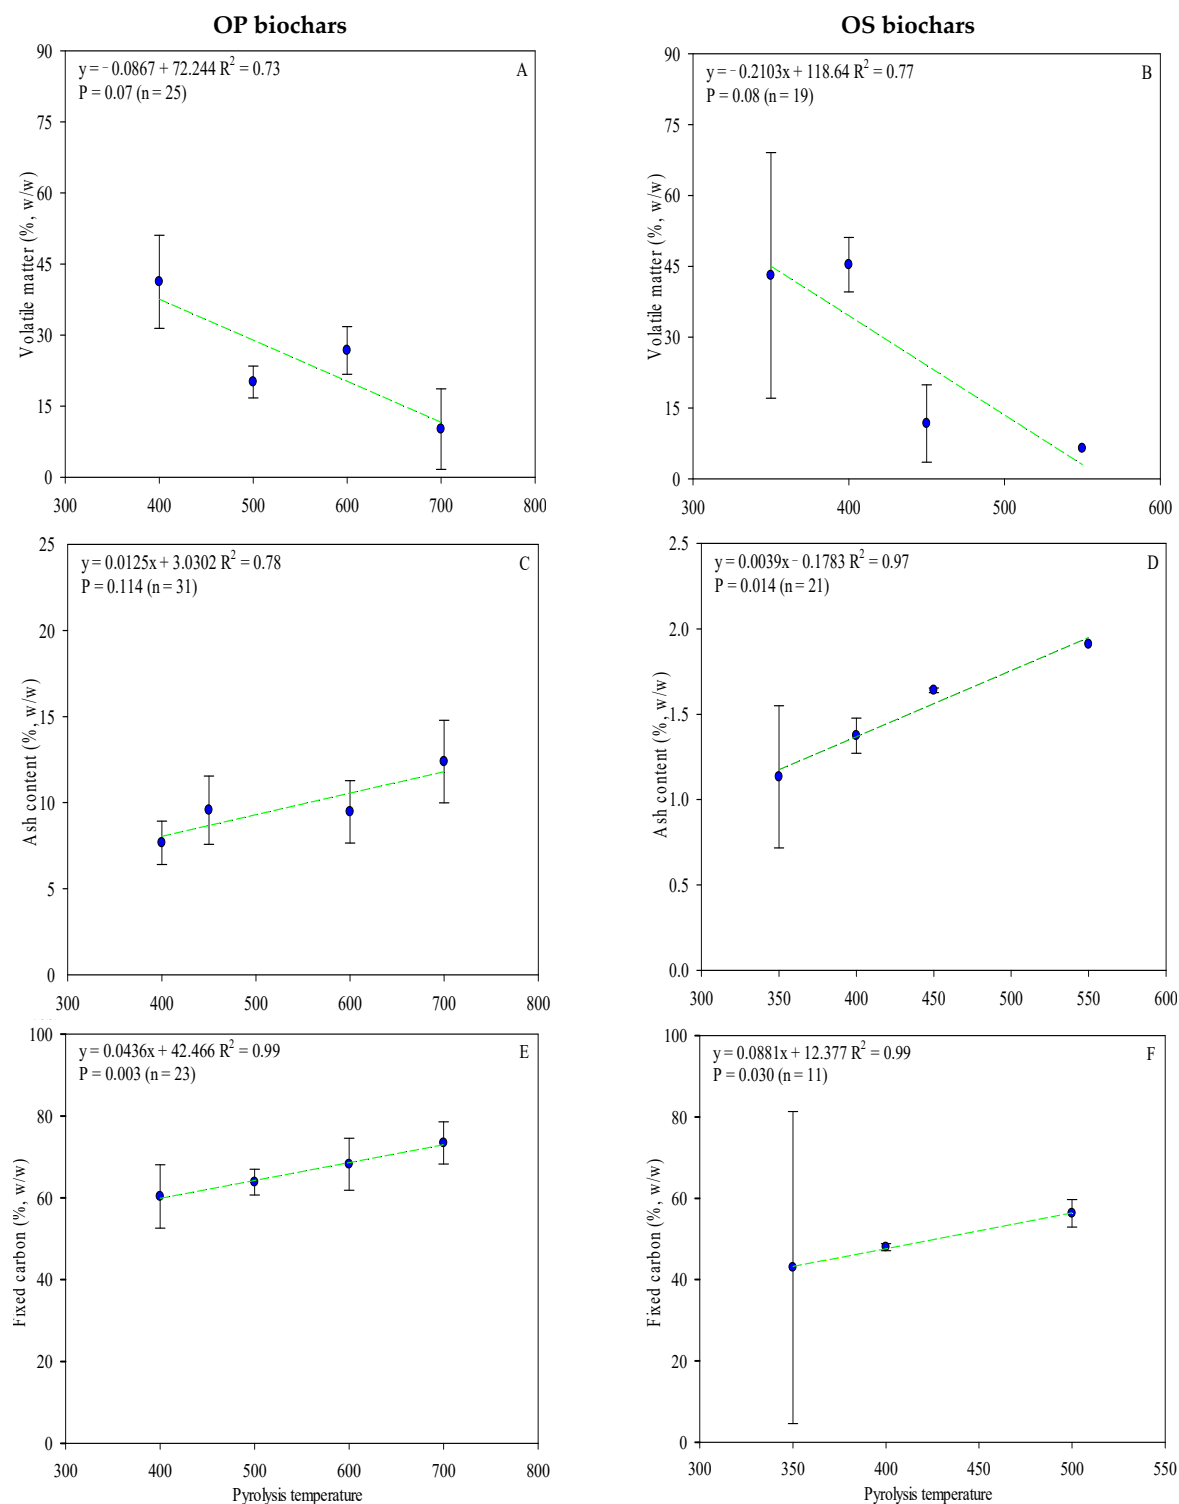 OP biochars
OS biochars
y = - 0.0867 + 72.244 R² = 0.73
P = 0.07 (n = 25)
A
Volatile matter (%, w/w)
90
75
60
45
30
15
0
300 400 500 600 700 800
y = - 0.2103x + 118.64 R² = 0.77
P = 0.08 (n = 19)
B
Volatile matter (%, w/w)
90
75
60
45
30
15
0
300 400 500 600
y = 0.0125x + 3.0302 R² = 0.78
P = 0.114 (n = 31)
C
Ash content (%, w/w)
25
20
15
10
5
0
300 400 500 600 700 800
y = 0.0039x - 0.1783 R² = 0.97
P = 0.014 (n = 21)
D
Ash content (%, w/w)
2.5
2.0
1.5
1.0
0.5
0.0
300 350 400 450 500 550 600
y = 0.0436x + 42.466 R² = 0.99
P = 0.003 (n = 23)
E
Fixed carbon (%, w/w)
100
80
60
40
20
0
300 400 500 600 700 800
Pyrolysis temperature
y = 0.0881x + 12.377 R² = 0.99
P = 0.030 (n = 11)
F
Fixed carbon (%, w/w)
100
80
60
40
20
0
300 350 400 450 500 550
Pyrolysis temperature